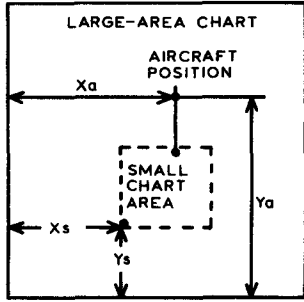 LARGE-AREA CHART
AIRCRAFT
POSITION
Xa
SMALL
CHART
AREA
Ya
Xs
Ys